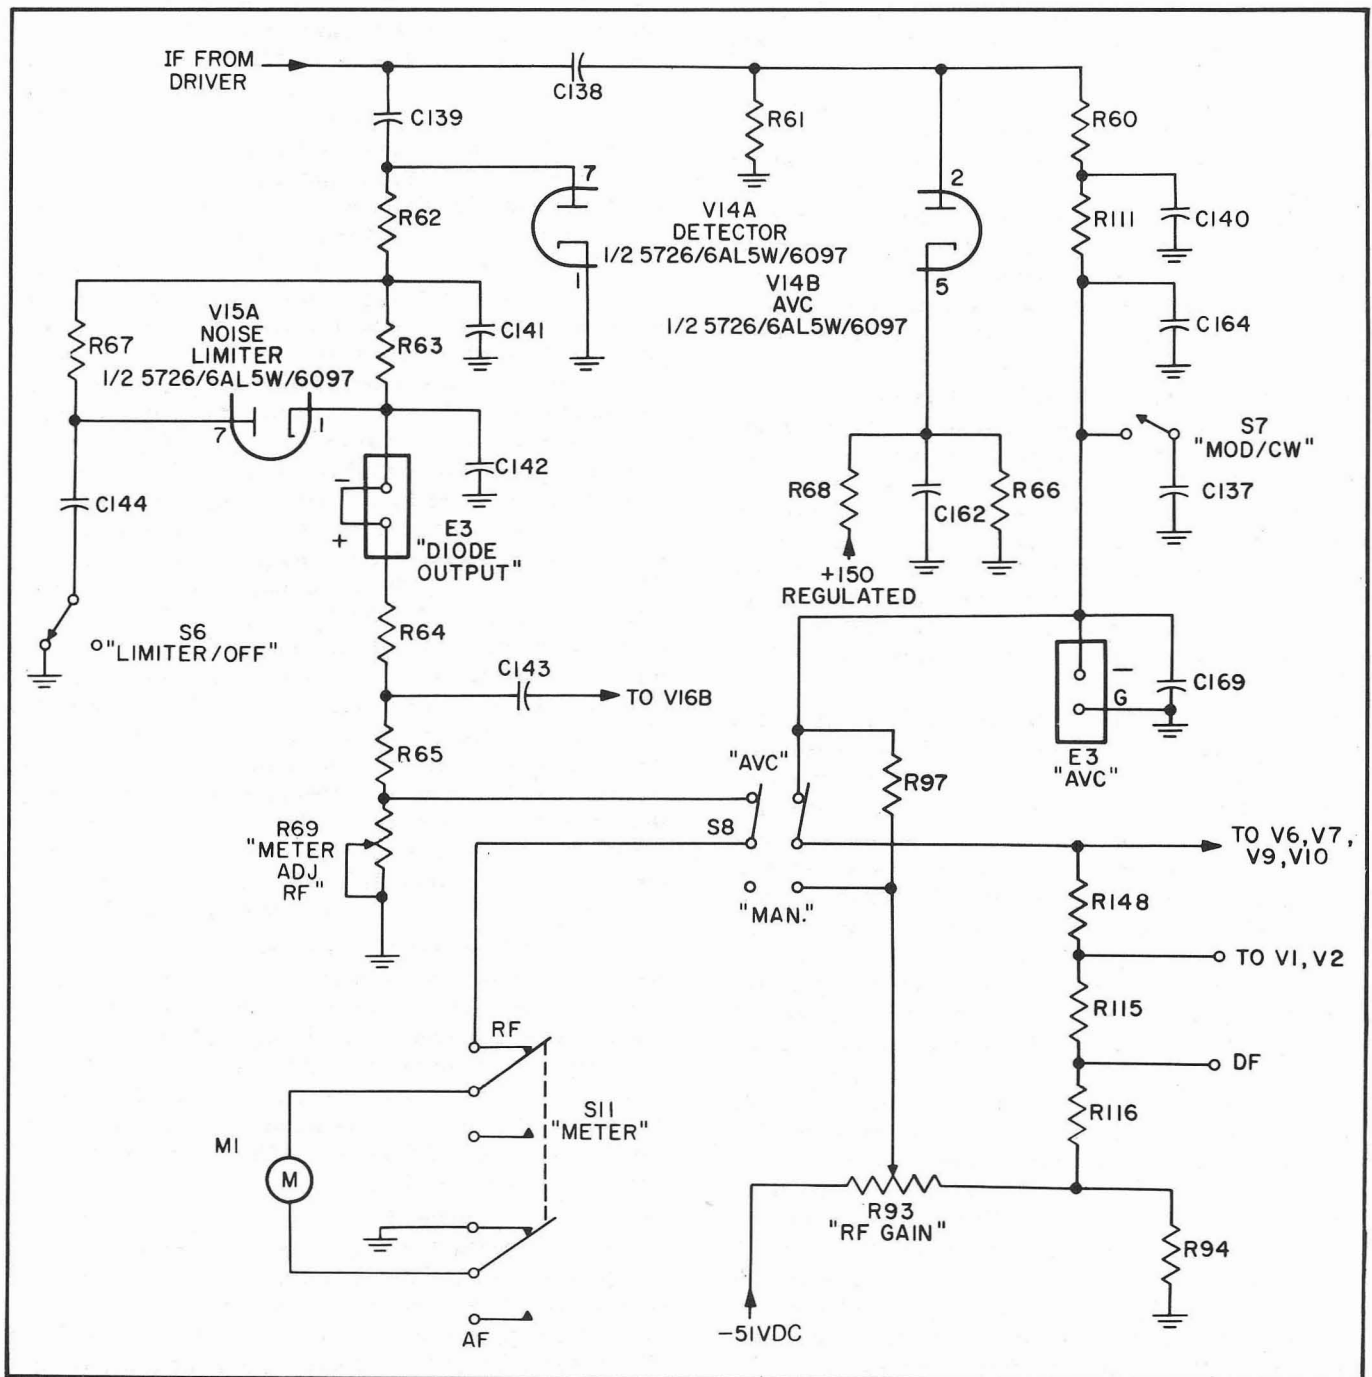 IF FROM
DRIVER
C138
C139
R61
R60
7
2
R62
V14A
DETECTOR
1/2 5726/6AL5W/6097
R111
C140
V14B
AVC
1/2 5726/6AL5W/6097
1
5
V15A
NOISE
LIMITER
1/2 5726/6AL5W/6097
R67
R63
C141
C164
7
1
S7
"MOD/CW"
C142
R68
C162
R66
C137
C144
-
+
E3
"DIODE
OUTPUT"
+150
REGULATED
R64
S6
"LIMITER/OFF"
C143
TO V16B
-
G
C169
R65
"AVC"
R97
E3
"AVC"
R69
"METER
ADJ
RF"
S8
TO V6, V7,
V9, V10
"MAN."
R148
TO V1, V2
R115
RF
DF
S11
"METER"
R116
M1
M
R93
"RF GAIN"
R94
-51VDC
AF